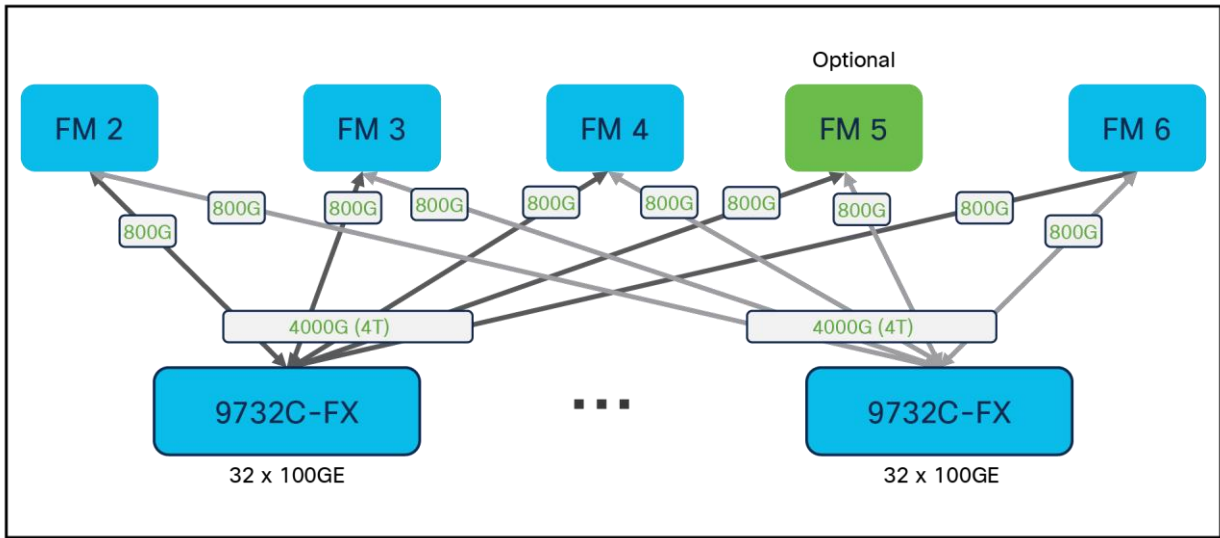 Optional
FM 2
FM 3
FM 4
FM 5
FM 6
800G
800G
800G
800G
800G
800G
800G
800G
800G
800G
4000G (4T)
4000G (4T)
9732C-FX
...
9732C-FX
32 x 100GE
32 x 100GE